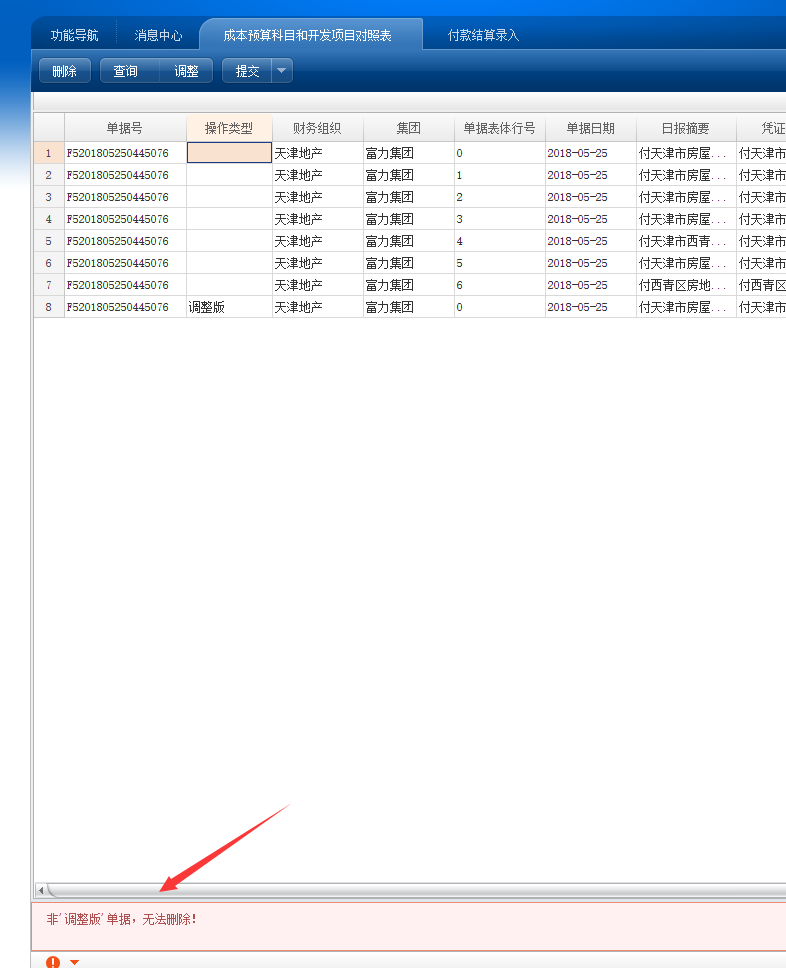 功能导航 消息中心 成本预算科目和开发项目对照表 付款结算录入
删除 查询 调整 提交
单据号 操作类型 财务组织 集团 单据表体行号 单据日期 日报摘要 凭证
1 F5201805250445076 天津地产 富力集团 0 2018-05-25 付天津市房屋... 付天津市
2 F5201805250445076 天津地产 富力集团 1 2018-05-25 付天津市房屋... 付天津市
3 F5201805250445076 天津地产 富力集团 2 2018-05-25 付天津市房屋... 付天津市
4 F5201805250445076 天津地产 富力集团 3 2018-05-25 付天津市房屋... 付天津市
5 F5201805250445076 天津地产 富力集团 4 2018-05-25 付天津市西青... 付天津市
6 F5201805250445076 天津地产 富力集团 5 2018-05-25 付天津市房屋... 付天津市
7 F5201805250445076 天津地产 富力集团 6 2018-05-25 付西青区房地... 付西青区
8 F5201805250445076 调整版 天津地产 富力集团 0 2018-05-25 付天津市房屋... 付天津市
非'调整版'单据，无法删除!